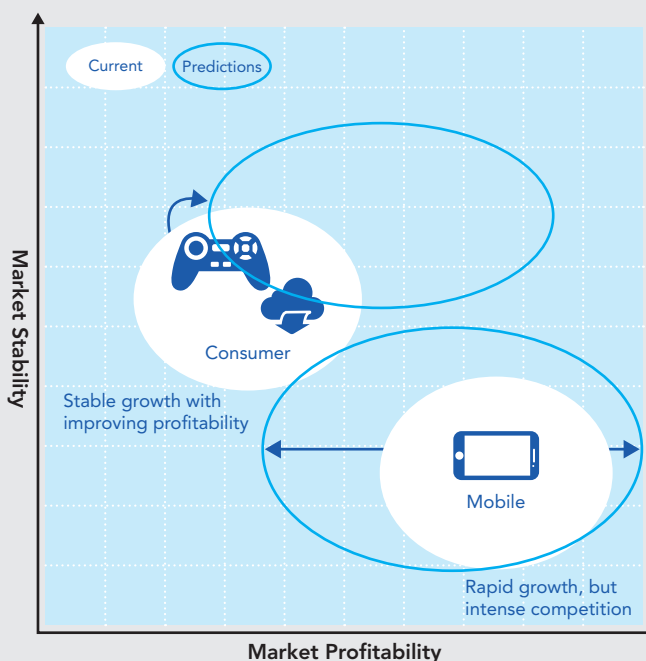 Current
Predictions
Market Stability
Consumer
Stable growth with
improving profitability
Mobile
Rapid growth, but
intense competition
Market Profitability